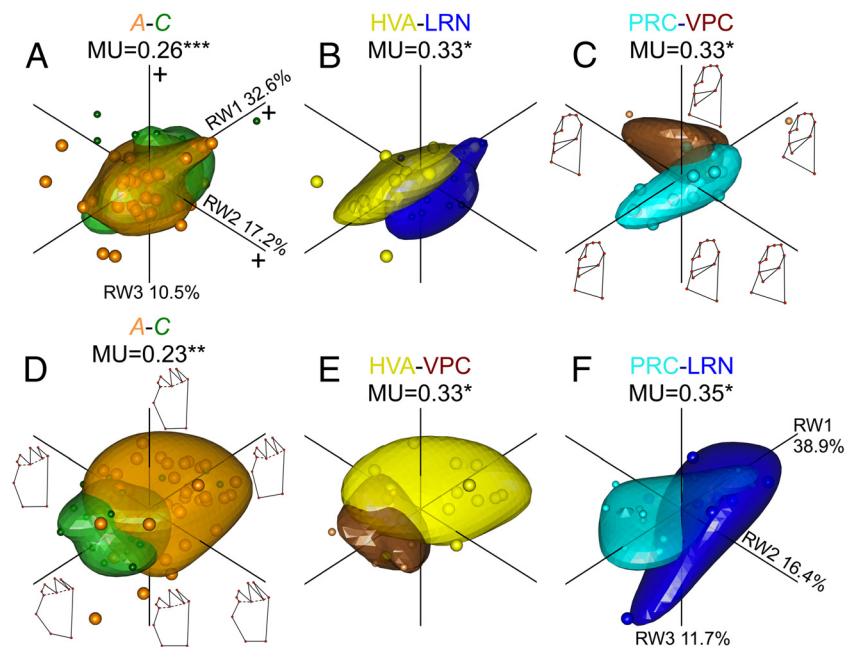 A
A-C
MU=0.26***
RW1 32.6%
RW2 17.2%
RW3 10.5%
B
HVA-LRN
MU=0.33*
C
PRC-VPC
MU=0.33*
D
A-C
MU=0.23**
E
HVA-VPC
MU=0.33*
F
PRC-LRN
MU=0.35*
RW1
38.9%
RW2 16.4%
RW3 11.7%